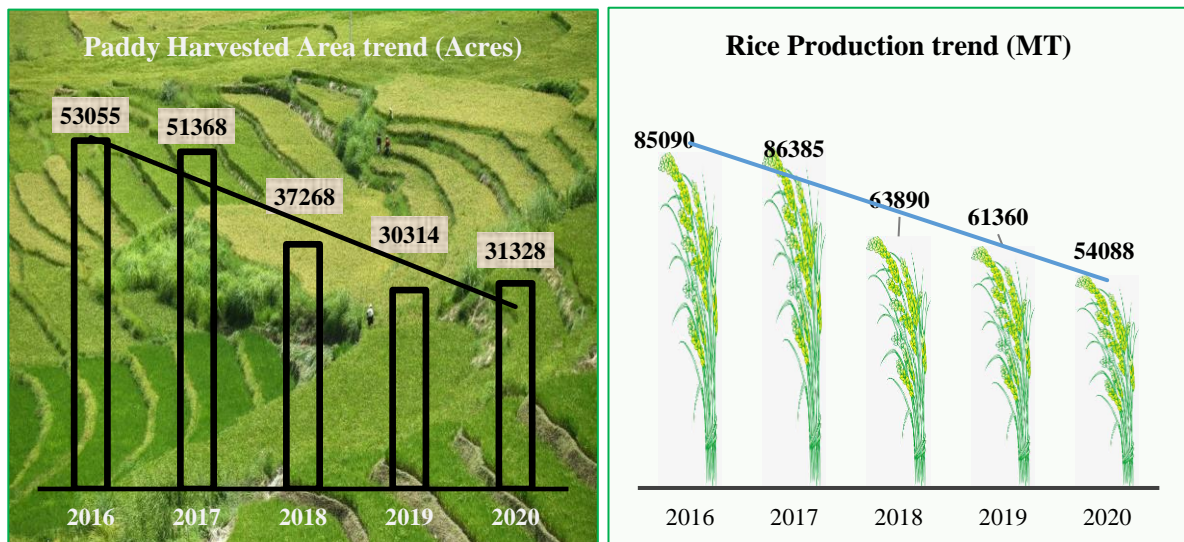 Paddy Harvested Area trend (Acres)
53055
51368
37268
30314
31328
2016 2017 2018 2019 2020
Rice Production trend (MT)
85090
86385
63890
61360
54088
2016 2017 2018 2019 2020